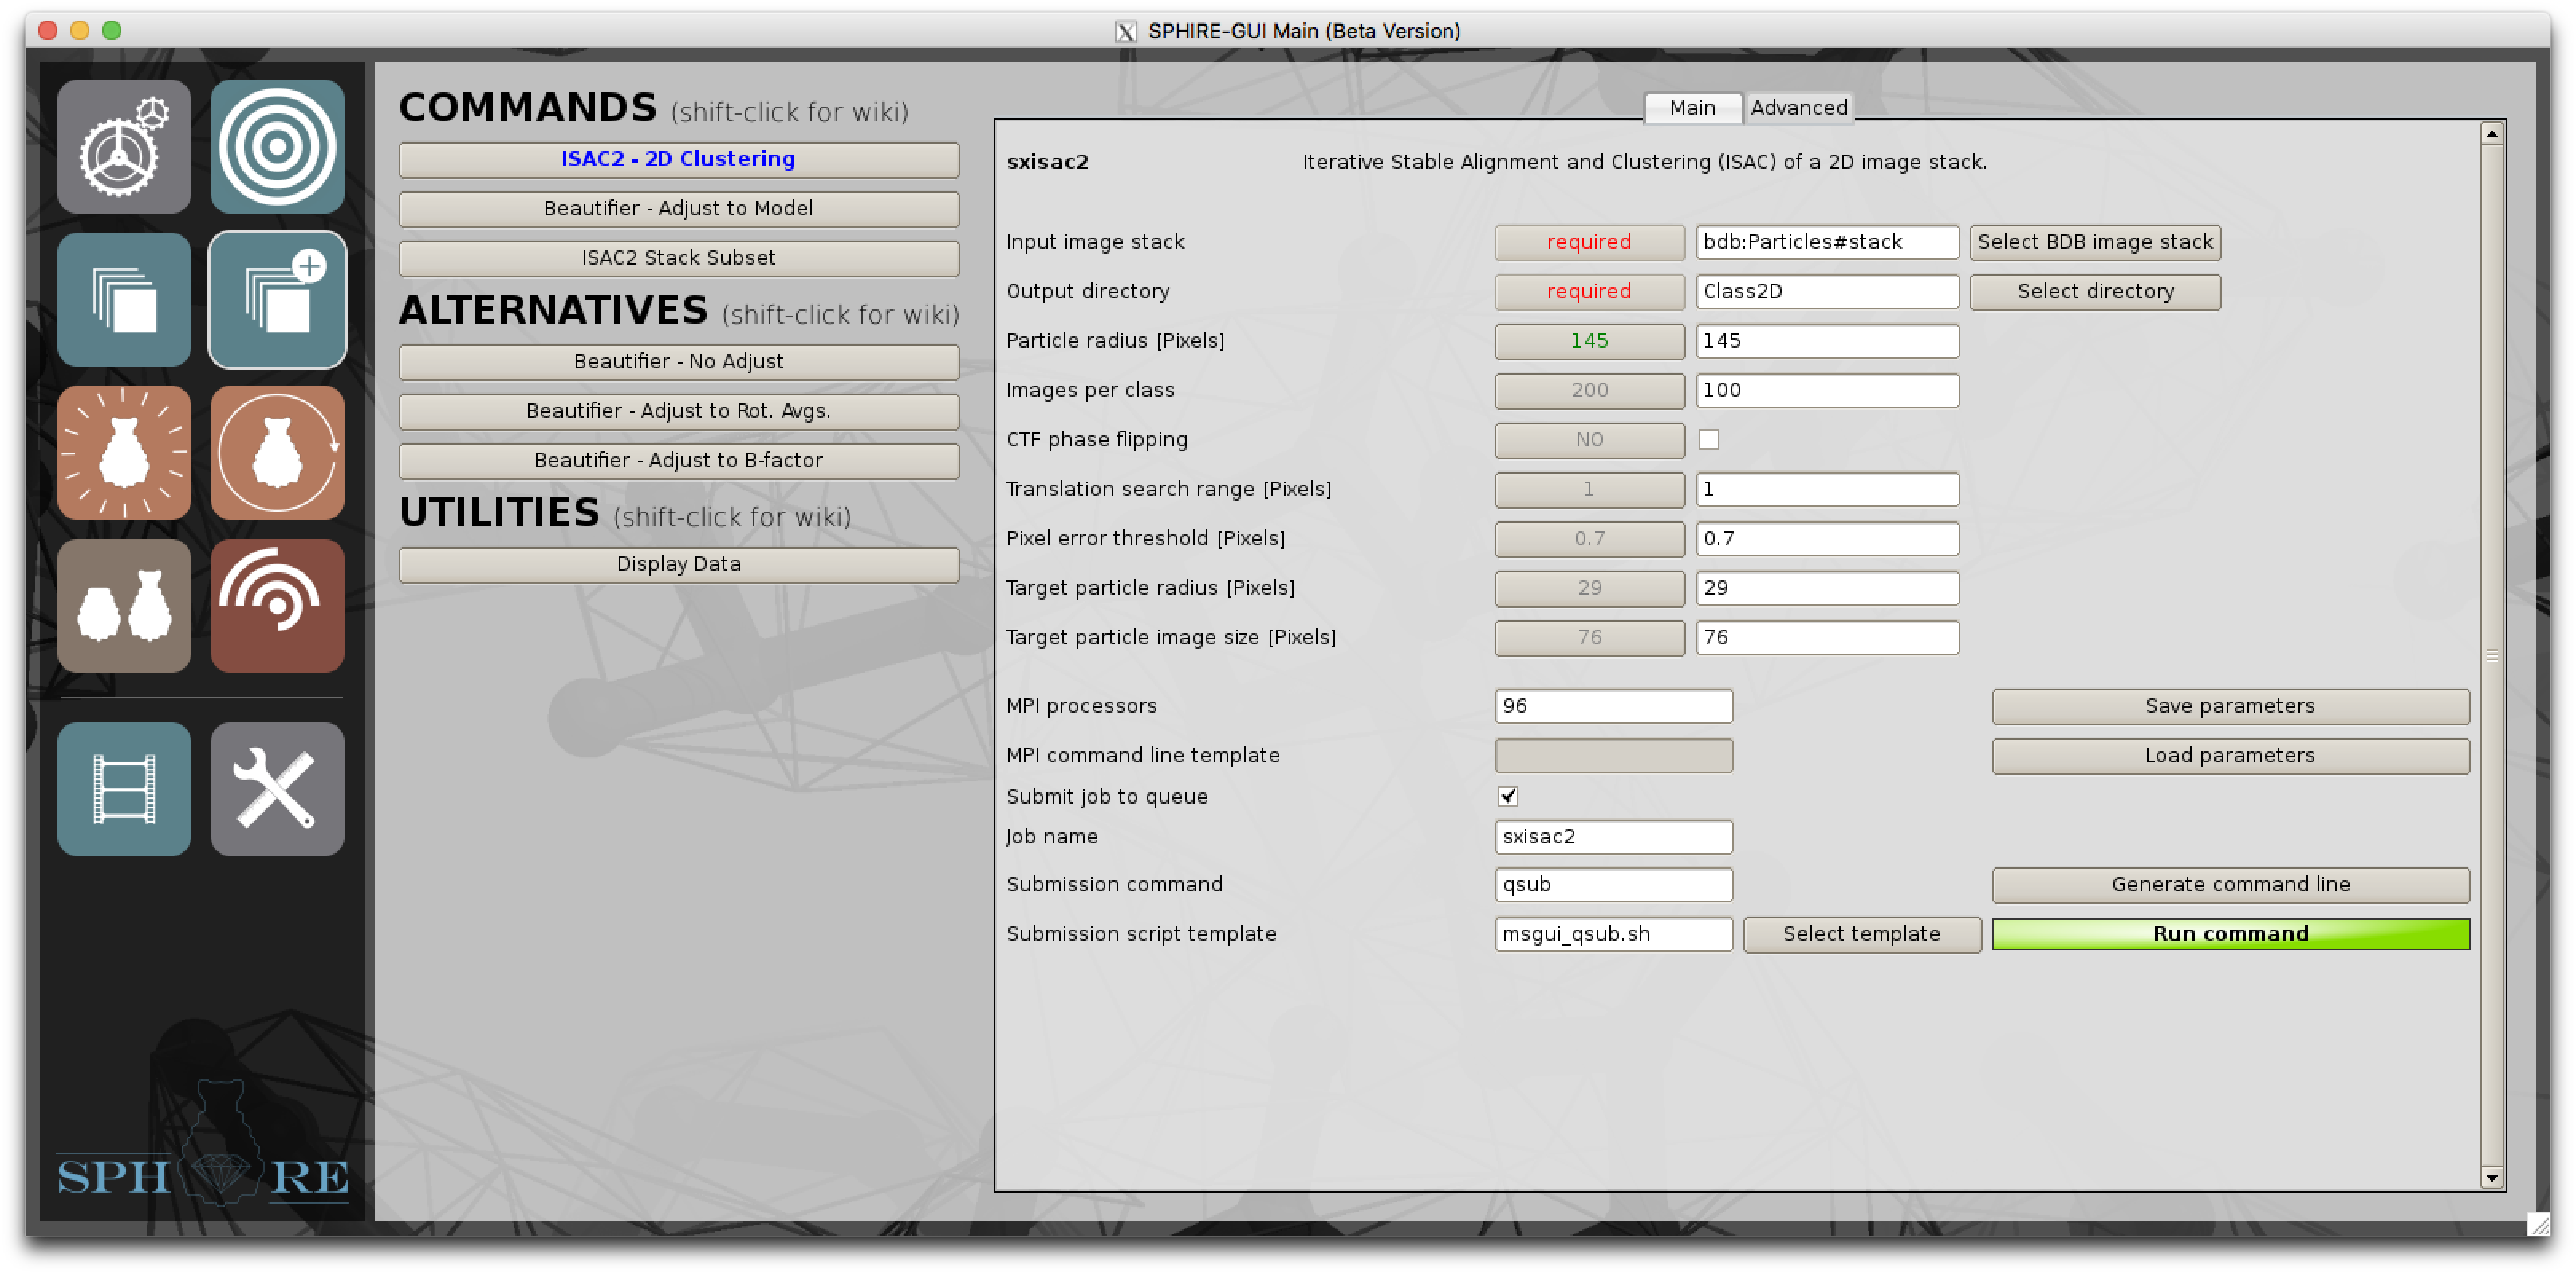 SPHIRE-GUI Main (Beta Version)
COMMANDS (shift-click for wiki)
ISAC2 - 2D Clustering
Beautifier - Adjust to Model
ISAC2 Stack Subset
ALTERNATIVES (shift-click for wiki)
Beautifier - No Adjust
Beautifier - Adjust to Rot. Avgs.
Beautifier - Adjust to B-factor
UTILITIES (shift-click for wiki)
Display Data
SPH RE
Main Advanced
sxisac2 Iterative Stable Alignment and Clustering (ISAC) of a 2D image stack.
Input image stack required bdb:Particles#stack Select BDB image stack
Output directory required Class2D Select directory
Particle radius [Pixels] 145 145
Images per class 200 100
CTF phase flipping NO
Translation search range [Pixels] 1 1
Pixel error threshold [Pixels] 0.7 0.7
Target particle radius [Pixels] 29 29
Target particle image size [Pixels] 76 76
MPI processors 96 Save parameters
MPI command line template Load parameters
Submit job to queue
Job name sxisac2
Submission command qsub Generate command line
Submission script template msgui_qsub.sh Select template Run command